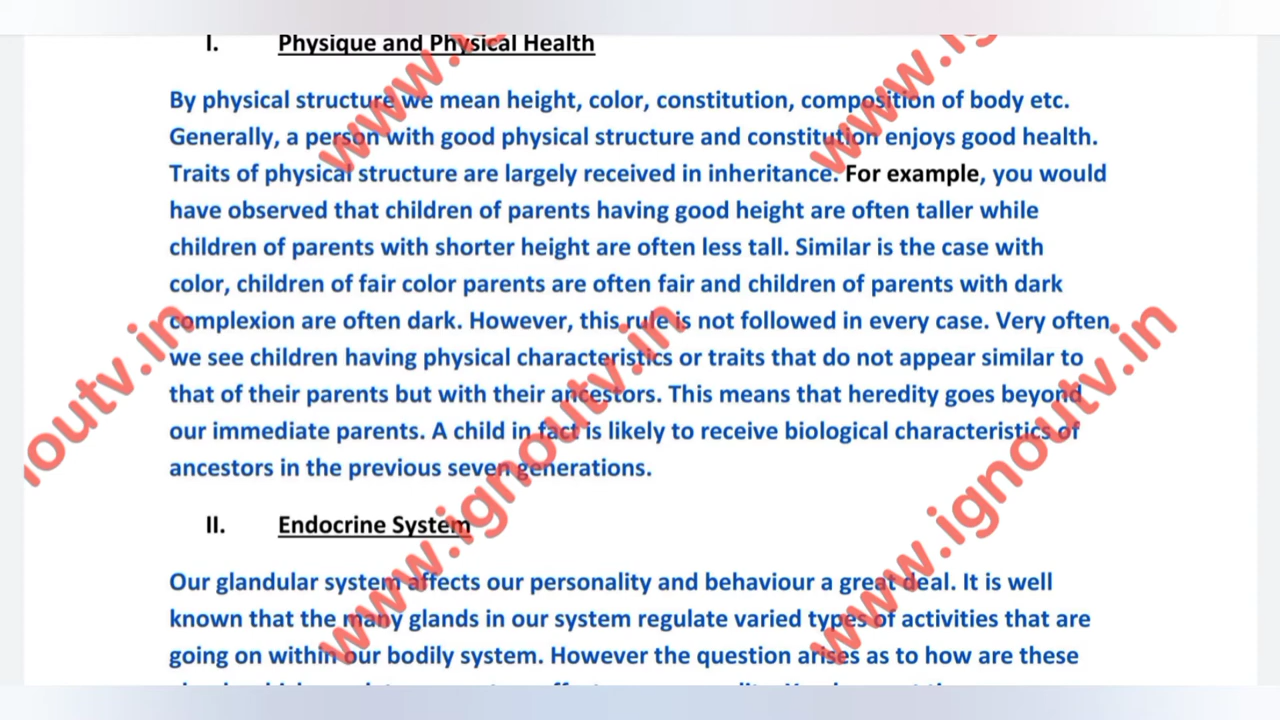 I. Physique and Physical Health
By physical structure we mean height, color, constitution, composition of body etc.
Generally, a person with good physical structure and constitution enjoys good health.
Traits of physical structure are largely received in inheritance. For example, you would
have observed that children of parents having good height are often taller while
children of parents with shorter height are often less tall. Similar is the case with
color, children of fair color parents are often fair and children of parents with dark
complexion are often dark. However, this rule is not followed in every case. Very often,
we see children having physical characteristics or traits that do not appear similar to
that of their parents but with their ancestors. This means that heredity goes beyond
our immediate parents. A child in fact is likely to receive biological characteristics of
ancestors in the previous seven generations.
II. Endocrine System
Our glandular system affects our personality and behaviour a great deal. It is well
known that the many glands in our system regulate varied types of activities that are
going on within our bodily system. However the question arises as to how are these
www.i
www.ig
noutv.in
www.ignoutv.in
www.ignoutv.in